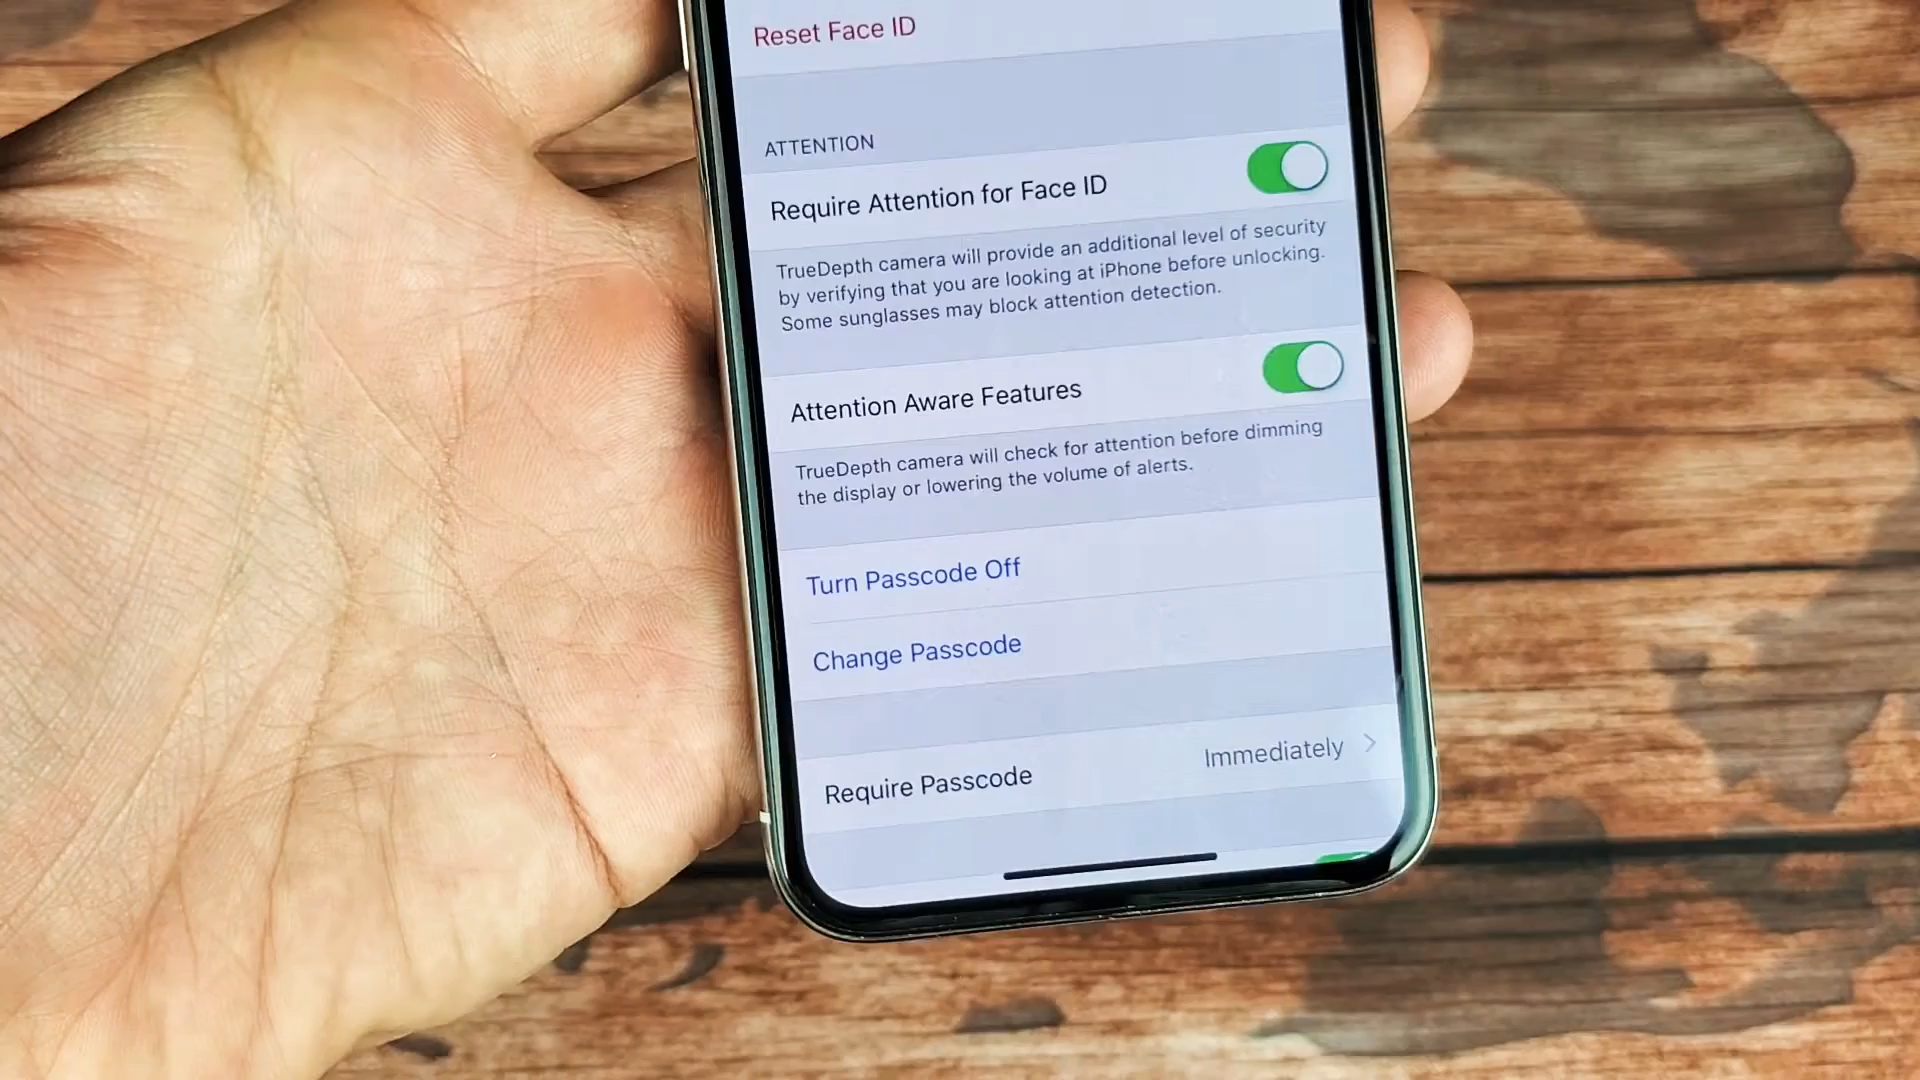 Reset Face ID
ATTENTION
Require Attention for Face ID
TrueDepth camera will provide an additional level of security
by verifying that you are looking at iPhone before unlocking.
Some sunglasses may block attention detection.
Attention Aware Features
TrueDepth camera will check for attention before dimming
the display or lowering the volume of alerts.
Turn Passcode Off
Change Passcode
Require Passcode Immediately